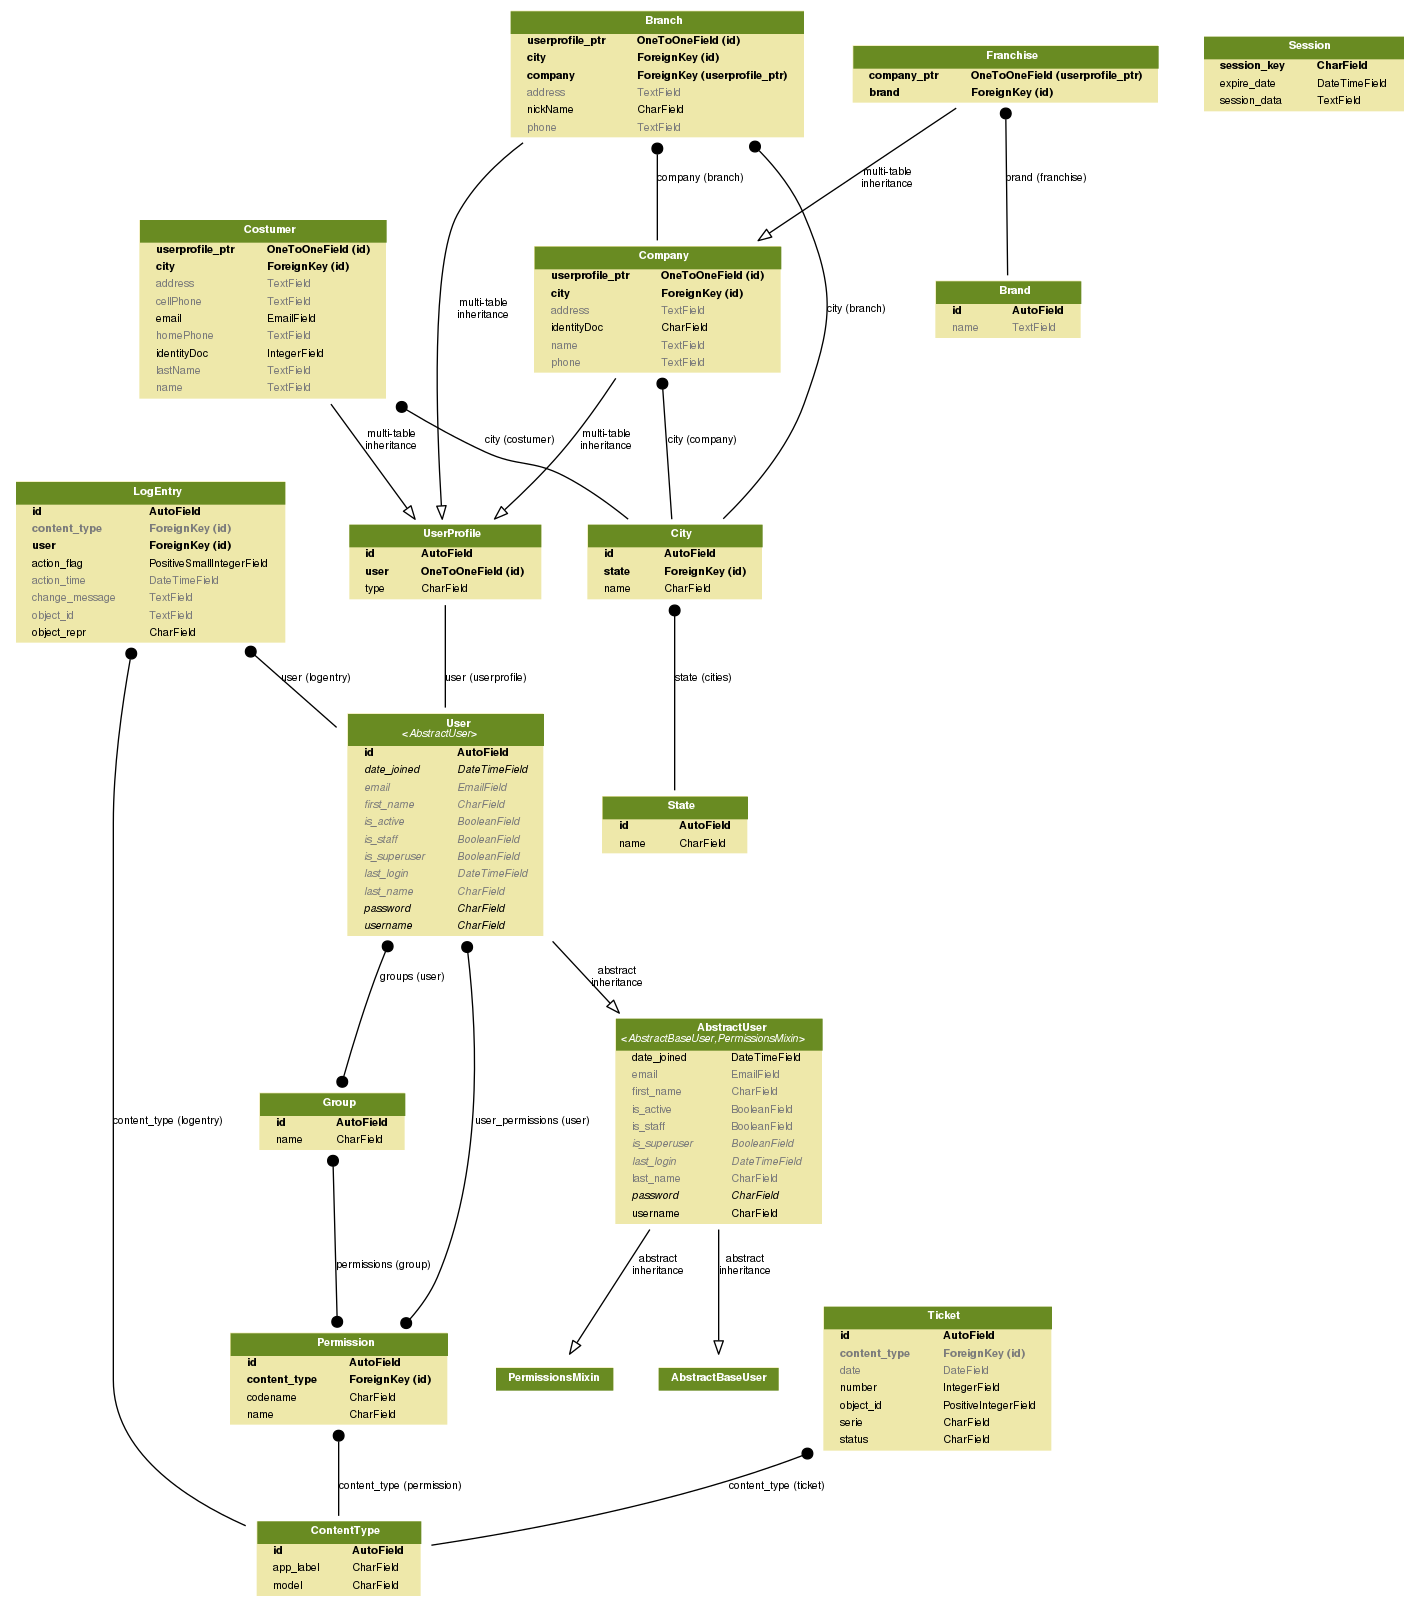 Branch
userprofile_ptr OneToOneField (id)
city ForeignKey (id)
company ForeignKey (userprofile_ptr)
address TextField
nickName CharField
phone TextField
Franchise
company_ptr OneToOneField (userprofile_ptr)
brand ForeignKey (id)
Session
session_key CharField
expire_date DateTimeField
session_data TextField
company (branch)
multi-table
inheritance
brand (franchise)
Costumer
userprofile_ptr OneToOneField (id)
city ForeignKey (id)
address TextField
cellPhone TextField
email EmailField
homePhone TextField
identityDoc IntegerField
lastName TextField
name TextField
multi-table
inheritance
Company
userprofile_ptr OneToOneField (id)
city ForeignKey (id)
address TextField
identityDoc CharField
name TextField
phone TextField
city (branch)
Brand
id AutoField
name TextField
multi-table
inheritance
city (costumer)
multi-table
inheritance
city (company)
LogEntry
id AutoField
content_type ForeignKey (id)
user ForeignKey (id)
action_flag PositiveSmallIntegerField
action_time DateTimeField
change_message TextField
object_id TextField
object_repr CharField
UserProfile
id AutoField
user OneToOneField (id)
type CharField
City
id AutoField
state ForeignKey (id)
name CharField
user (logentry)
user (userprofile)
state (cities)
User
<AbstractUser>
id AutoField
date_joined DateTimeField
email EmailField
first_name CharField
is_active BooleanField
is_staff BooleanField
is_superuser BooleanField
last_login DateTimeField
last_name CharField
password CharField
username CharField
State
id AutoField
name CharField
groups (user)
abstract
inheritance
AbstractUser
<AbstractBaseUser,PermissionsMixin>
date_joined DateTimeField
email EmailField
first_name CharField
is_active BooleanField
is_staff BooleanField
is_superuser BooleanField
last_login DateTimeField
last_name CharField
password CharField
username CharField
Group
id AutoField
name CharField
content_type (logentry)
user_permissions (user)
permissions (group)
abstract
inheritance
abstract
inheritance
Permission
id AutoField
content_type ForeignKey (id)
codename CharField
name CharField
PermissionsMixin
AbstractBaseUser
Ticket
id AutoField
content_type ForeignKey (id)
date DateField
number IntegerField
object_id PositiveIntegerField
serie CharField
status CharField
content_type (permission)
content_type (ticket)
ContentType
id AutoField
app_label CharField
model CharField